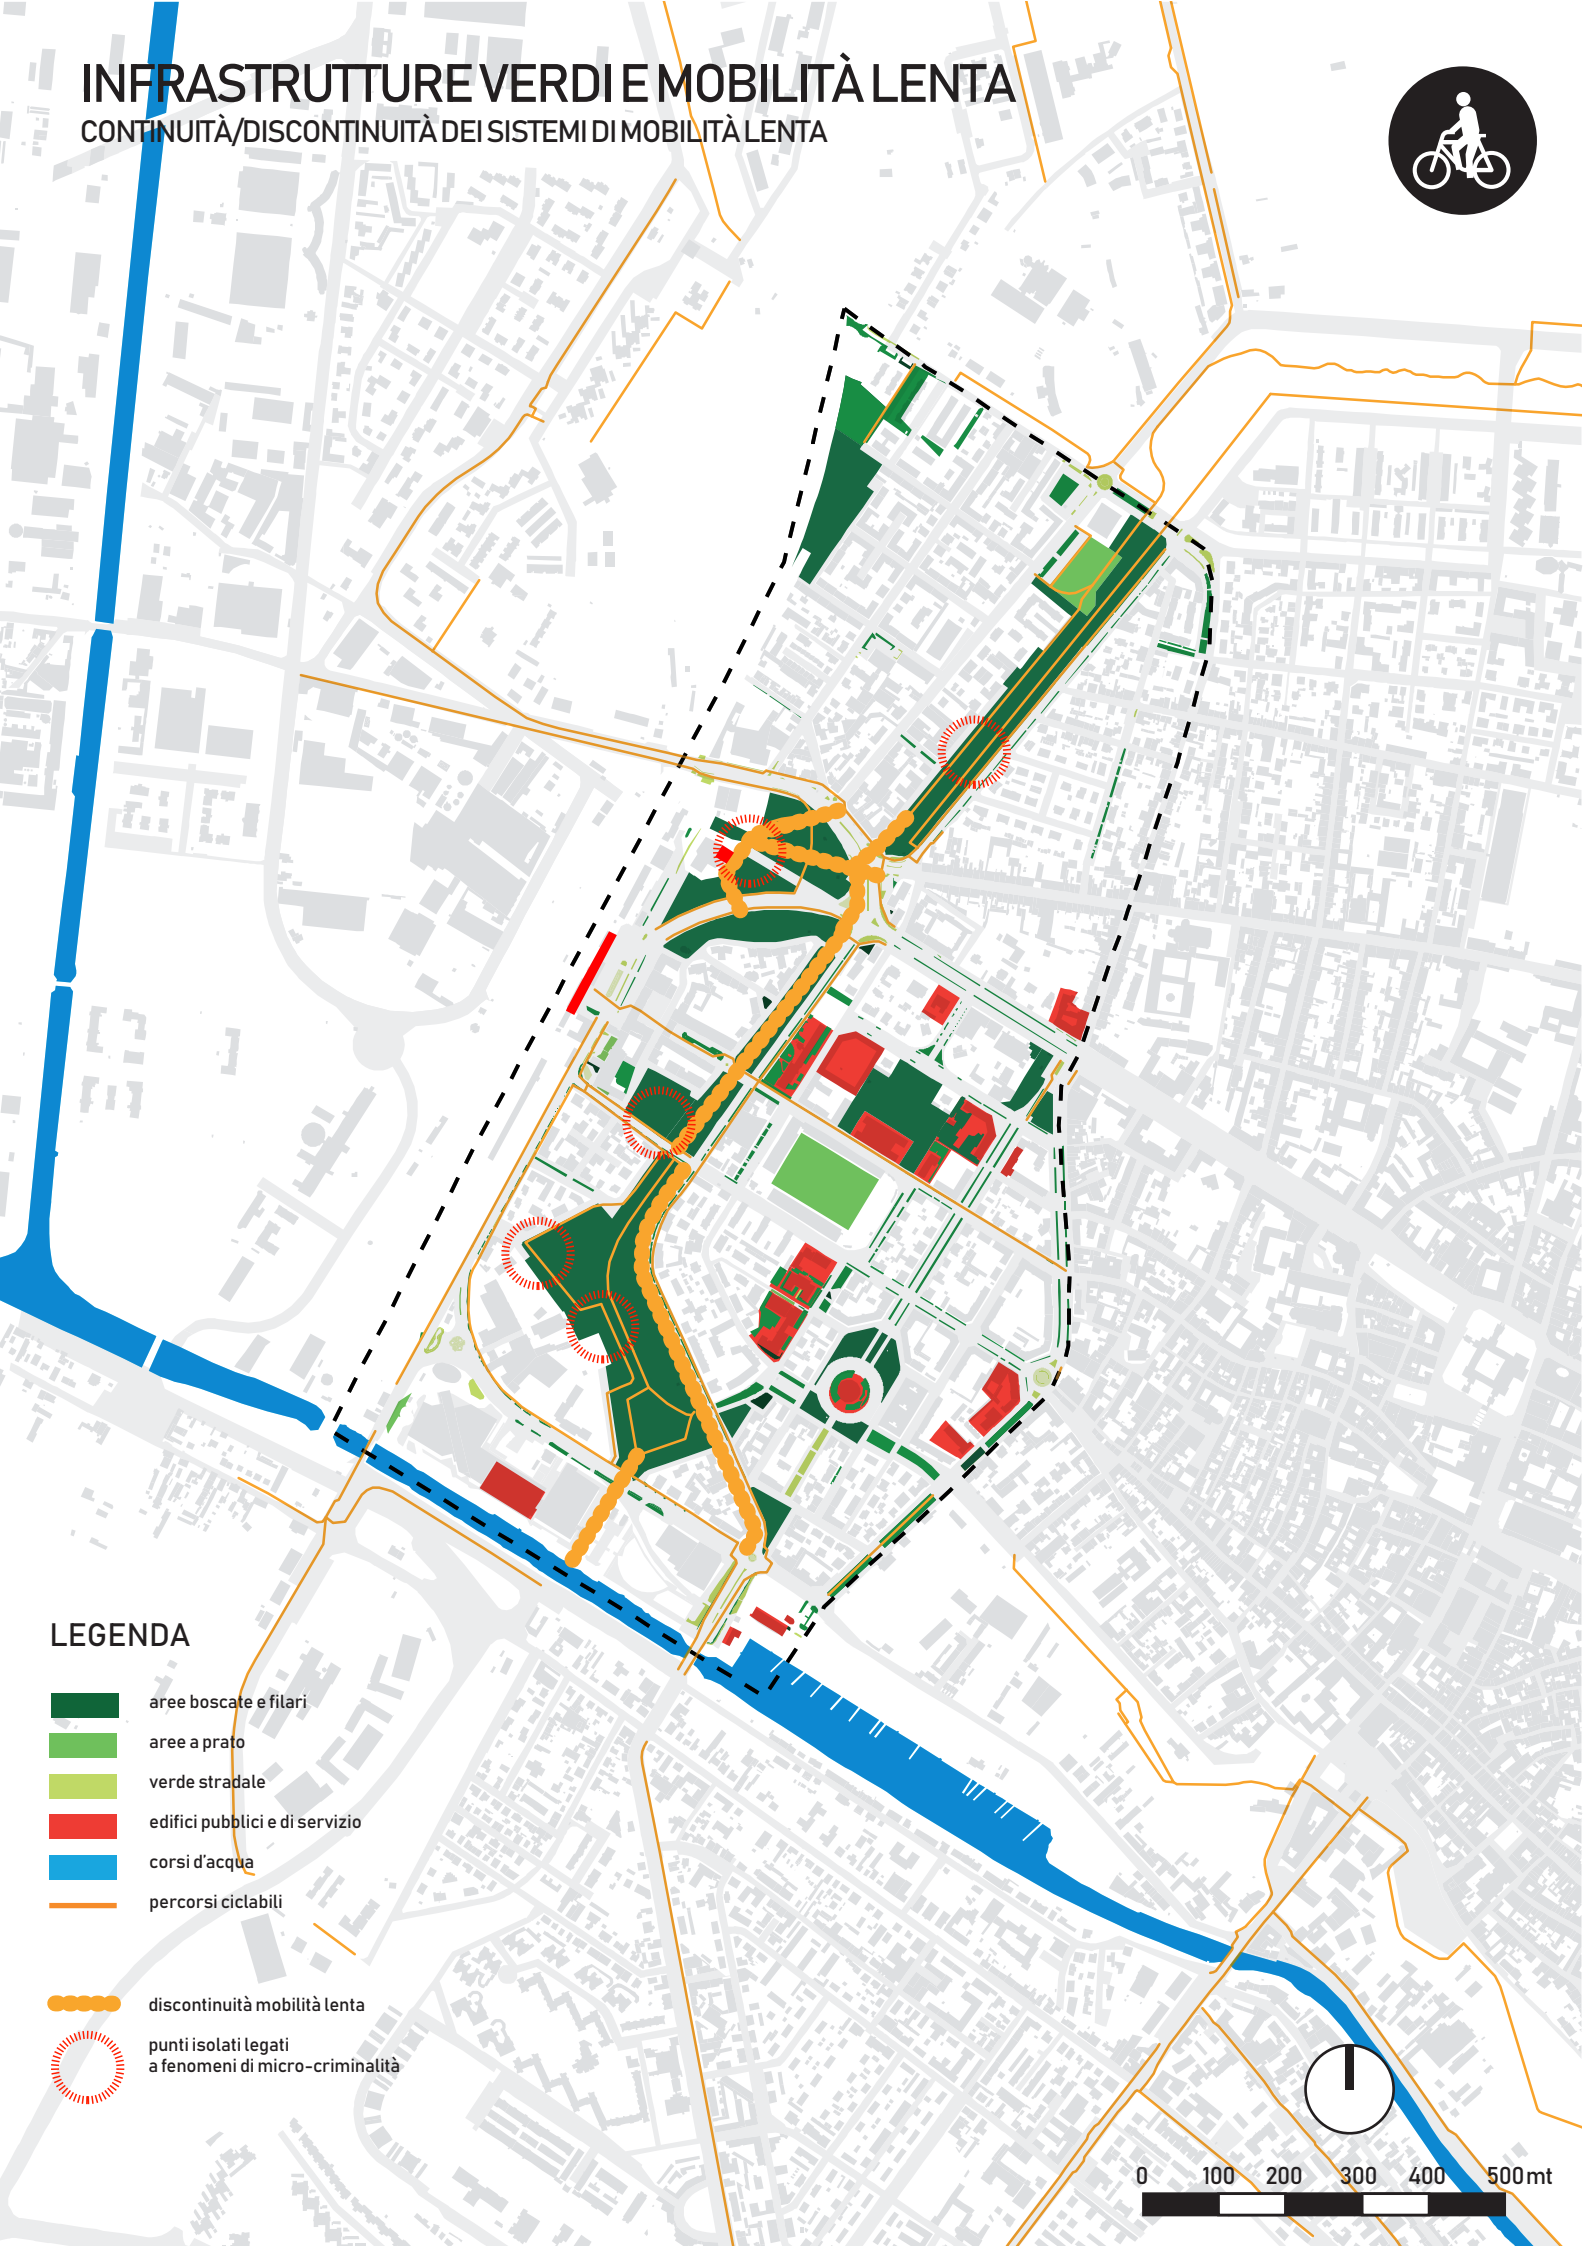 INFRASTRUTTURE VERDI E MOBILITÀ LENTA
CONTINUITÀ/DISCONTINUITÀ DEI SISTEMI DI MOBILITÀ LENTA
LEGENDA
aree boscate e filari
aree a prato
verde stradale
edifici pubblici e di servizio
corsi d'acqua
percorsi ciclabili
discontinuità mobilità lenta
punti isolati legati
a fenomeni di micro-criminalità
0 100 200 300 400 500 mt